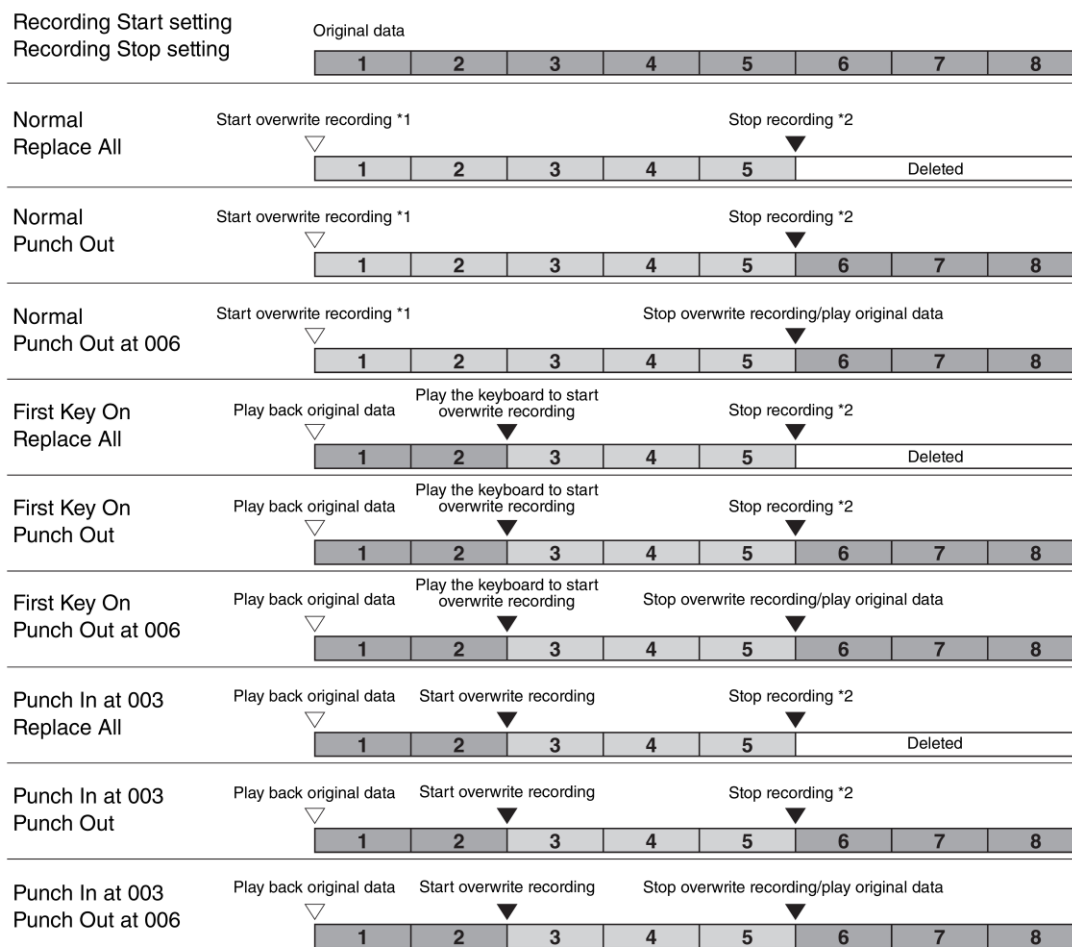 Recording Start setting
Recording Stop setting
Original data
1 2 3 4 5 6 7 8
Normal
Replace All
Start overwrite recording *1
Stop recording *2
1 2 3 4 5 Deleted
Normal
Punch Out
Start overwrite recording *1
Stop recording *2
1 2 3 4 5 6 7 8
Normal
Punch Out at 006
Start overwrite recording *1
Stop overwrite recording/play original data
1 2 3 4 5 6 7 8
First Key On
Replace All
Play back original data
Play the keyboard to start
overwrite recording
Stop recording *2
1 2 3 4 5 Deleted
First Key On
Punch Out
Play back original data
Play the keyboard to start
overwrite recording
Stop recording *2
1 2 3 4 5 6 7 8
First Key On
Punch Out at 006
Play back original data
Play the keyboard to start
overwrite recording
Stop overwrite recording/play original data
1 2 3 4 5 6 7 8
Punch In at 003
Replace All
Play back original data
Start overwrite recording
Stop recording *2
1 2 3 4 5 Deleted
Punch In at 003
Punch Out
Play back original data
Start overwrite recording
Stop recording *2
1 2 3 4 5 6 7 8
Punch In at 003
Punch Out at 006
Play back original data
Start overwrite recording
Stop overwrite recording/play original data
1 2 3 4 5 6 7 8